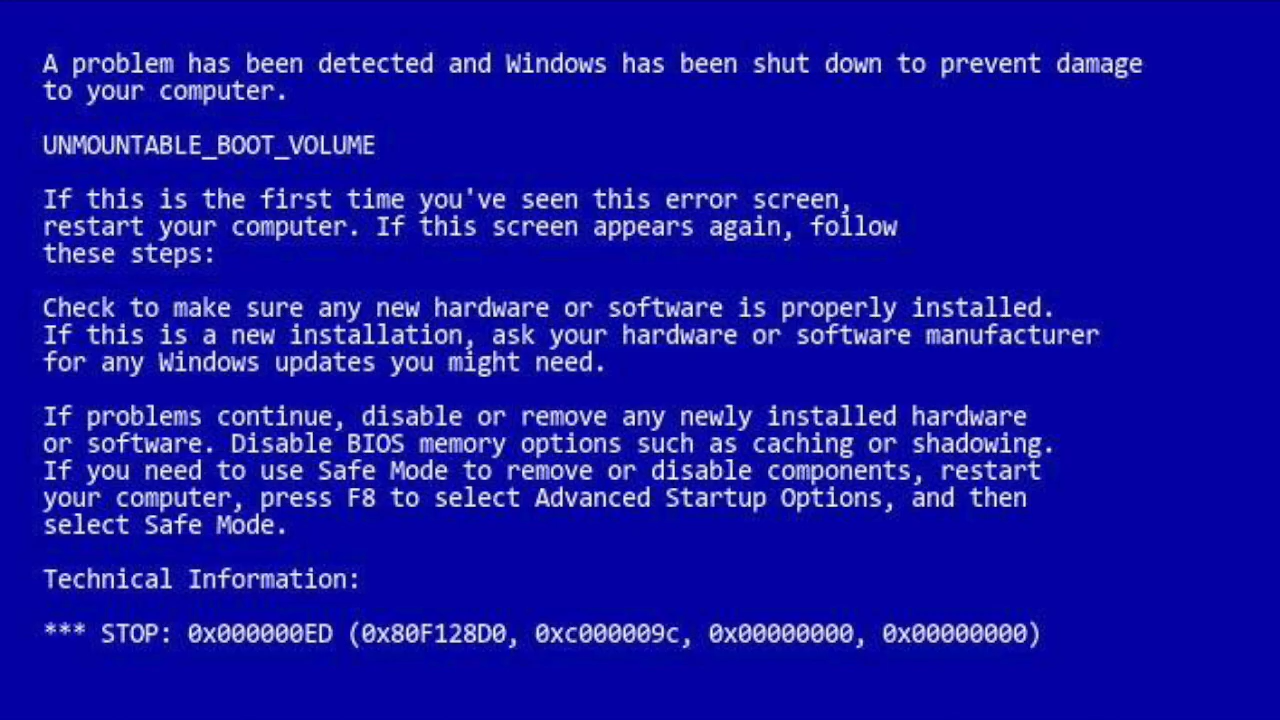 A problem has been detected and Windows has been shut down to prevent damage
to your computer.
UNMOUNTABLE_BOOT_VOLUME
If this is the first time you've seen this error screen,
restart your computer. If this screen appears again, follow
these steps:
Check to make sure any new hardware or software is properly installed.
If this is a new installation, ask your hardware or software manufacturer
for any Windows updates you might need.
If problems continue, disable or remove any newly installed hardware
or software. Disable BIOS memory options such as caching or shadowing.
If you need to use Safe Mode to remove or disable components, restart
your computer, press F8 to select Advanced Startup Options, and then
select Safe Mode.
Technical Information:
*** STOP: 0x000000ED (0x80F128D0, 0xc000009c, 0x00000000, 0x00000000)